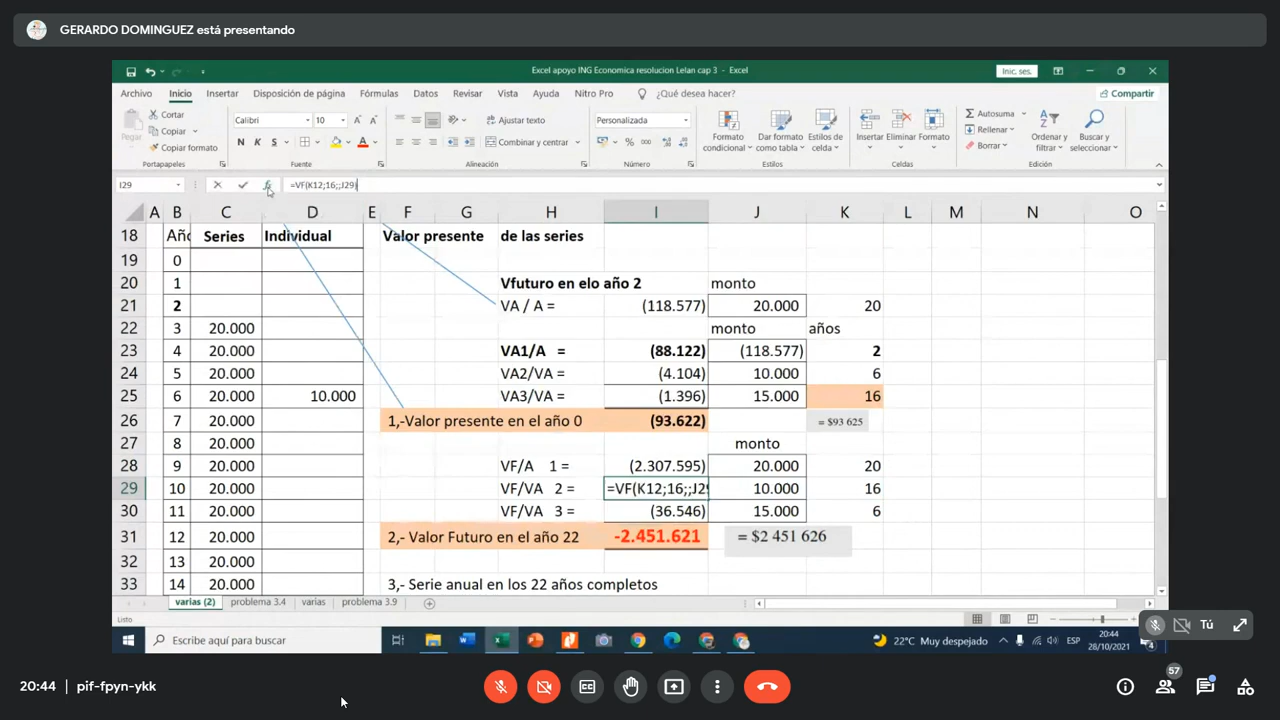 GERARDO DOMINGUEZ está presentando
Excel apoyo ING Economica resolucion Lelan cap 3 - Excel
Inic. ses.
Archivo Inicio Insertar Disposición de página Fórmulas Datos Revisar Vista Ayuda Nitro Pro ¿Qué desea hacer? Compartir
Pegar
Cortar
Copiar
Copiar formato
Calibri 10
N K S
Ajustar texto
Combinar y centrar
Personalizada
% 000
Formato condicional
Dar formato como tabla
Estilos de celda
Insertar Eliminar Formato
Autosuma
Rellenar
Borrar
Ordenar y filtrar
Buscar y seleccionar
Portapapeles Fuente Alineación Número Estilos Celdas Edición
I29 fx =VF(K12;16;;J29)
A B C D E F G H I J K L M N O
18 Año Series Individual Valor presente de las series
19 0
20 1 Vfuturo en elo año 2 monto
21 2 VA / A = (118.577) 20.000 20
22 3 20.000 monto años
23 4 20.000 VA1/A = (88.122) (118.577) 2
24 5 20.000 VA2/VA = (4.104) 10.000 6
25 6 20.000 10.000 VA3/VA = (1.396) 15.000 16
26 7 20.000 1,-Valor presente en el año 0 (93.622) = $93 625
27 8 20.000 monto
28 9 20.000 VF/A 1 = (2.307.595) 20.000 20
29 10 20.000 VF/VA 2 = =VF(K12;16;;J29 10.000 16
30 11 20.000 VF/VA 3 = (36.546) 15.000 6
31 12 20.000 2,- Valor Futuro en el año 22 -2.451.621 = $2 451 626
32 13 20.000
33 14 20.000 3,- Serie anual en los 22 años completos
varias (2) problema 3.4 varias problema 3.9
Listo
Escribe aquí para buscar
22°C Muy despejado ESP 20:44
28/10/2021 4
Tú
20:44 | pif-fpyn-ykk
57